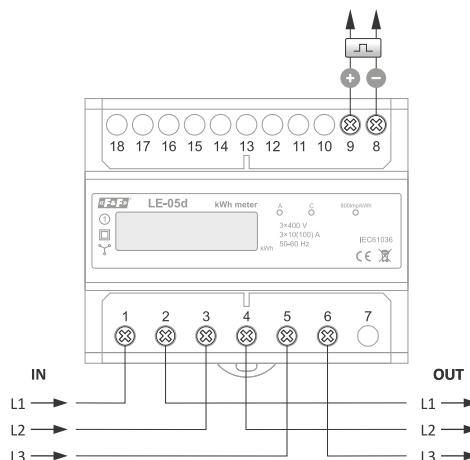 + −
18 17 16 15 14 13 12 11 10 9 8
F&F LE-05d kWh meter A C 800imp/kWh
1
3×400 V
3×10(100) A IEC61036
kWh 50-60 Hz CE
1 2 3 4 5 6 7
IN OUT
L1 L1
L2 L2
L3 L3